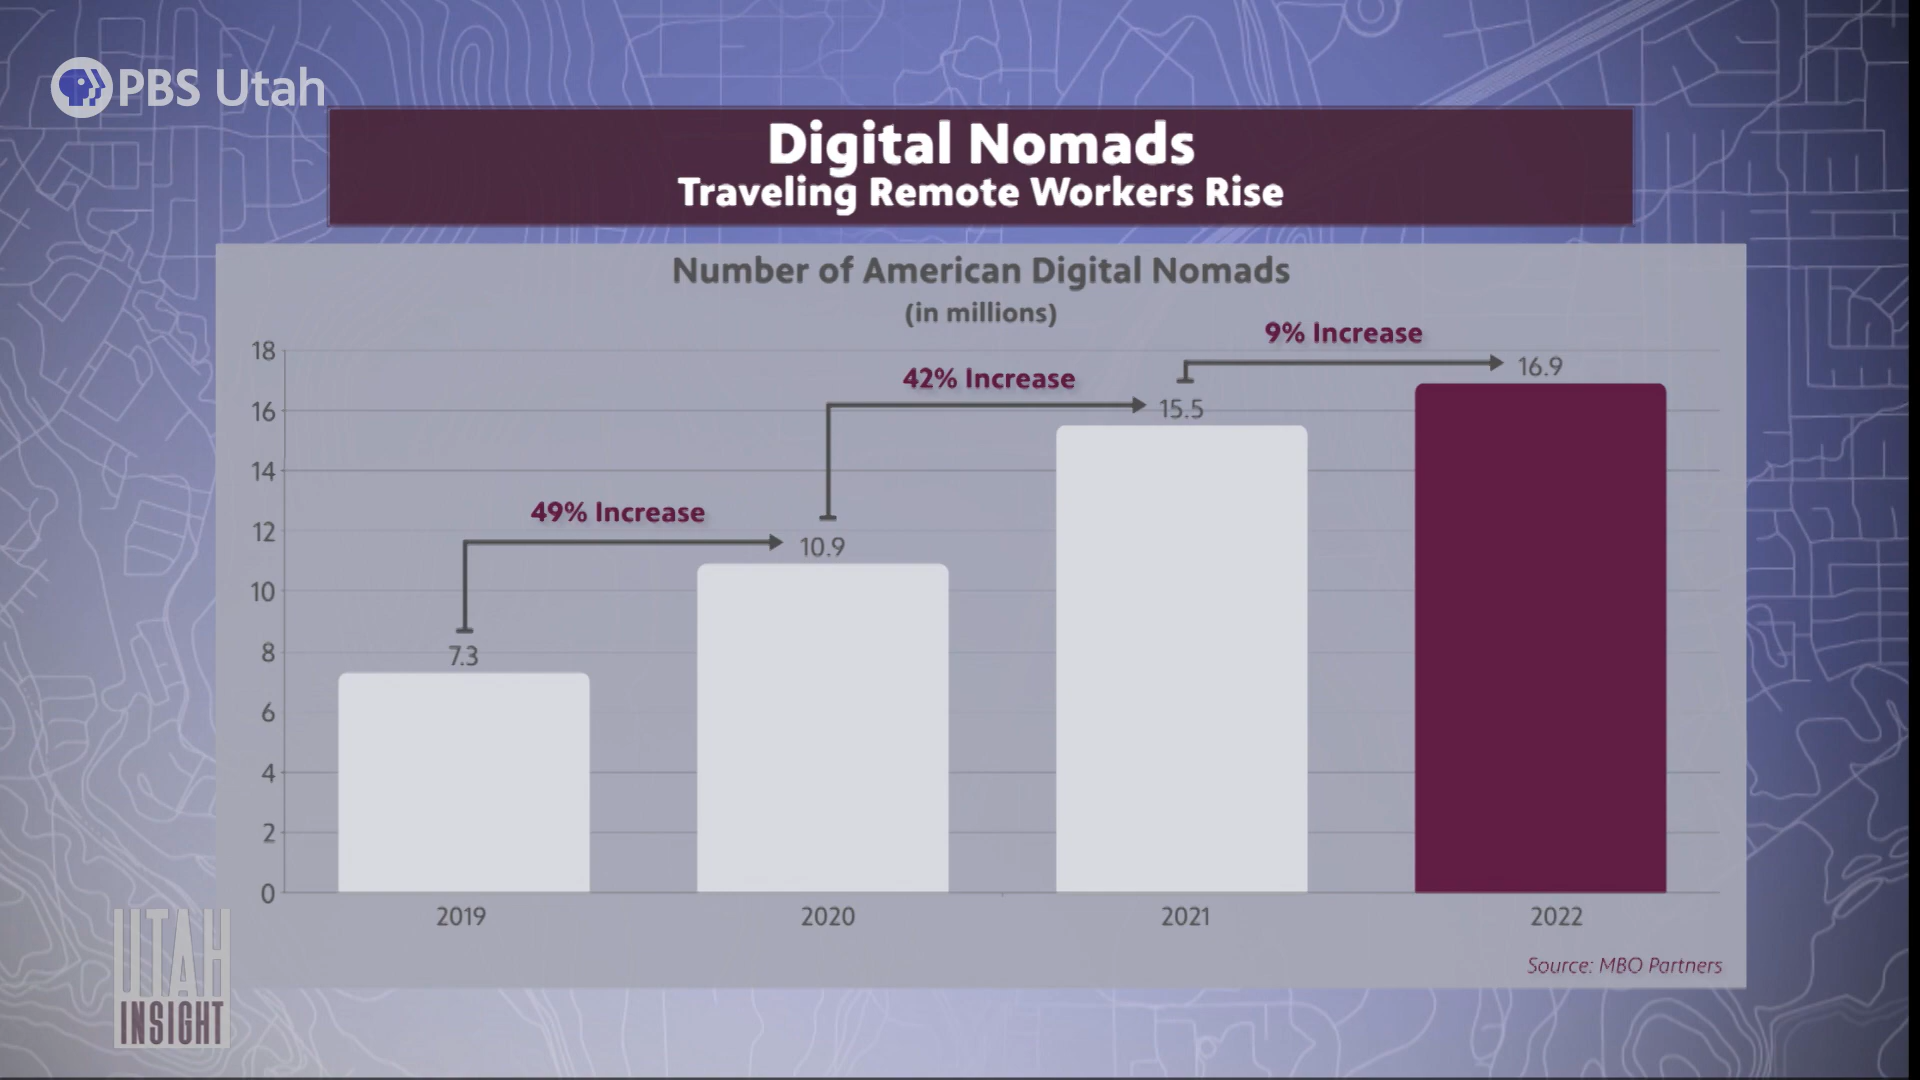 PBS Utah
Digital Nomads
Traveling Remote Workers Rise
Number of American Digital Nomads
(in millions)
9% Increase
18
16.9
42% Increase
16
15.5
14
49% Increase
12
10.9
10
8
7.3
6
4
2
0
2019
2020
2021
2022
Source: MBO Partners
UTAH
INSIGHT